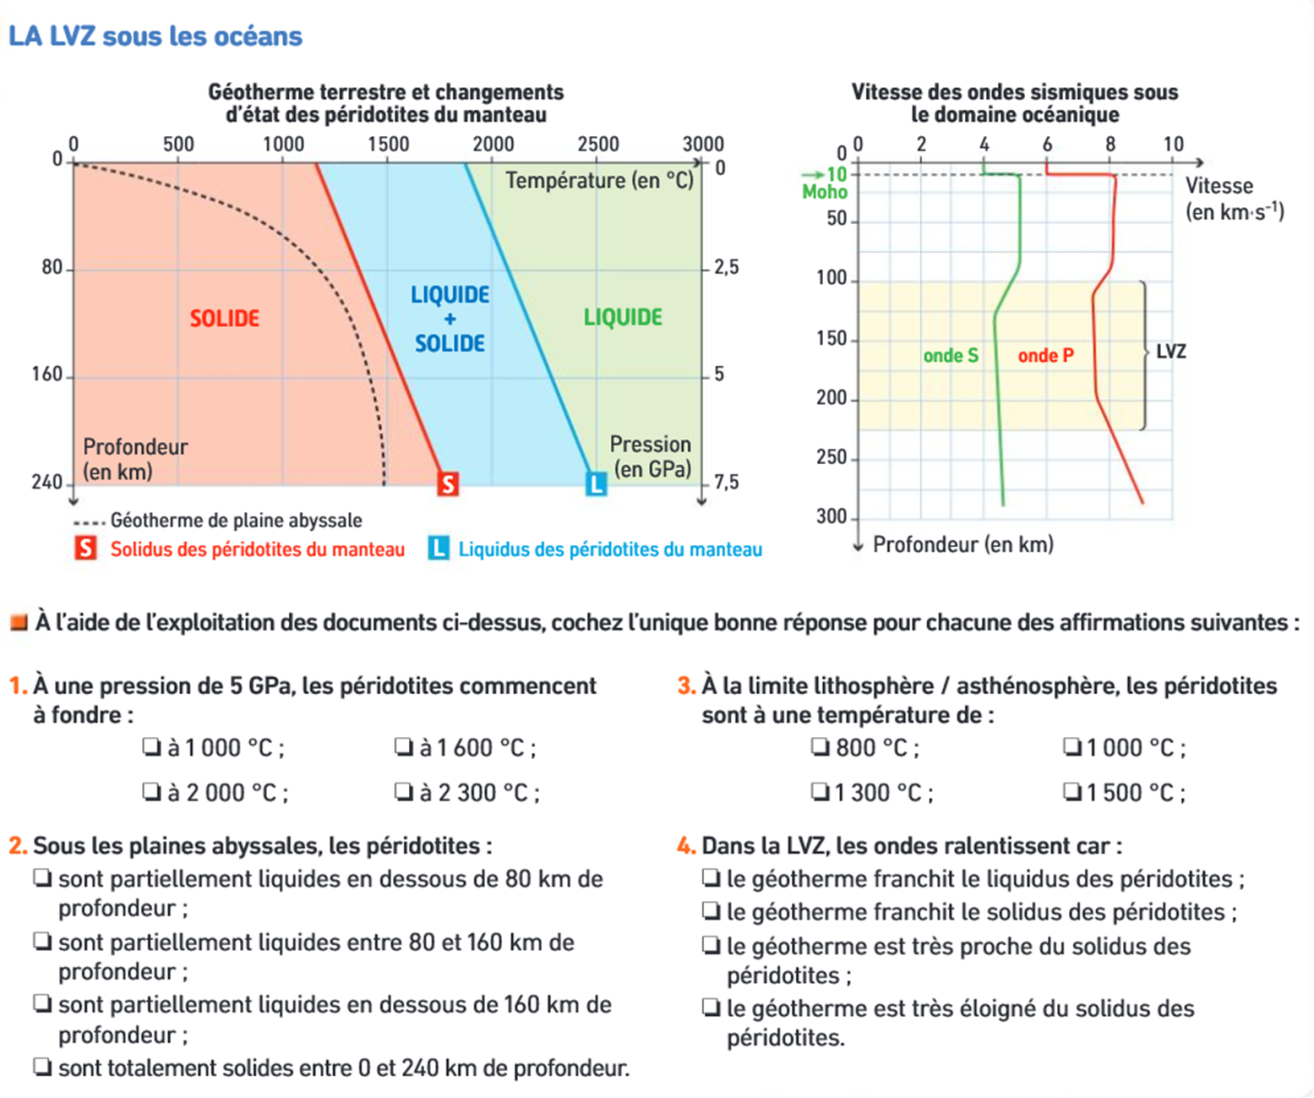 LA LVZ sous les océans
Géotherme terrestre et changements
d'état des péridotites du manteau
0 500 1000 1500 2000 2500 3000
0
0
Température (en °C)
80
2,5
SOLIDE
LIQUIDE
+
SOLIDE
LIQUIDE
160
5
Profondeur
(en km)
Pression
(en GPa)
240
S
L
7,5
Géotherme de plaine abyssale
S Solidus des péridotites du manteau
L Liquidus des péridotites du manteau
Vitesse des ondes sismiques sous
le domaine océanique
0 2 4 6 8 10
0
→10
Moho
Vitesse
(en km·s⁻¹)
50
100
150
onde S
onde P
LVZ
200
250
300
Profondeur (en km)
À l'aide de l'exploitation des documents ci-dessus, cochez l'unique bonne réponse pour chacune des affirmations suivantes :
1. À une pression de 5 GPa, les péridotites commencent
à fondre :
❑ à 1 000 °C ; ❑ à 1 600 °C ;
❑ à 2 000 °C ; ❑ à 2 300 °C ;
2. Sous les plaines abyssales, les péridotites :
❑ sont partiellement liquides en dessous de 80 km de
profondeur ;
❑ sont partiellement liquides entre 80 et 160 km de
profondeur ;
❑ sont partiellement liquides en dessous de 160 km de
profondeur ;
❑ sont totalement solides entre 0 et 240 km de profondeur.
3. À la limite lithosphère / asthénosphère, les péridotites
sont à une température de :
❑ 800 °C ; ❑ 1 000 °C ;
❑ 1 300 °C ; ❑ 1 500 °C ;
4. Dans la LVZ, les ondes ralentissent car :
❑ le géotherme franchit le liquidus des péridotites ;
❑ le géotherme franchit le solidus des péridotites ;
❑ le géotherme est très proche du solidus des
péridotites ;
❑ le géotherme est très éloigné du solidus des
péridotites.